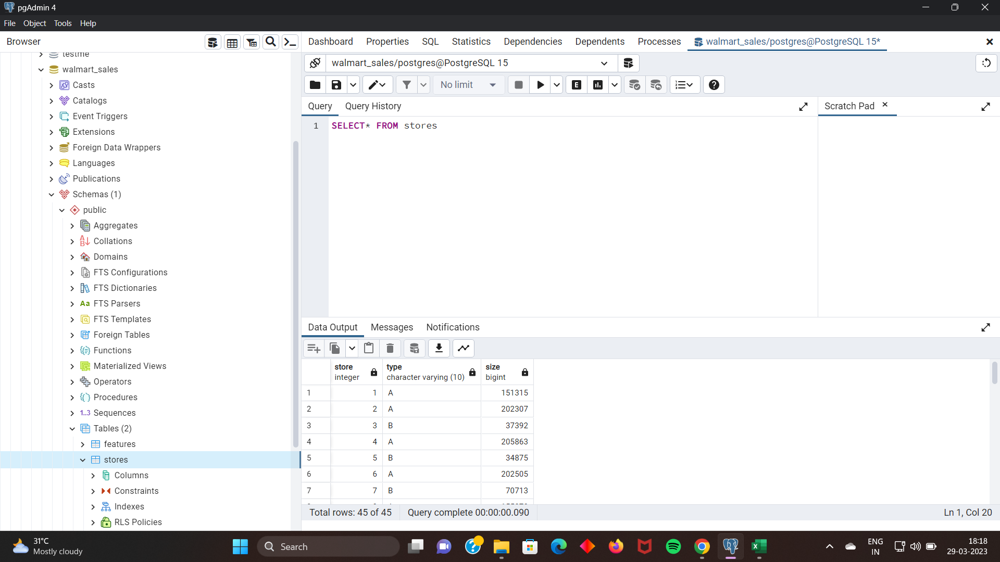 pgAdmin 4
File Object Tools Help
Browser
Dashboard Properties SQL Statistics Dependencies Dependents Processes walmart_sales/postgres@PostgreSQL 15*
testme
walmart_sales
Casts
Catalogs
Event Triggers
Extensions
Foreign Data Wrappers
Languages
Publications
Schemas (1)
public
Aggregates
Collations
Domains
FTS Configurations
FTS Dictionaries
Aa FTS Parsers
FTS Templates
Foreign Tables
Functions
Materialized Views
Operators
Procedures
1..3 Sequences
Tables (2)
features
stores
Columns
Constraints
Indexes
RLS Policies
walmart_sales/postgres@PostgreSQL 15
No limit
E
Query Query History
Scratch Pad
1 SELECT* FROM stores
Data Output Messages Notifications
store type size
integer character varying (10) bigint
1 1 A 151315
2 2 A 202307
3 3 B 37392
4 4 A 205863
5 5 B 34875
6 6 A 202505
7 7 B 70713
Total rows: 45 of 45 Query complete 00:00:00.090 Ln 1, Col 20
31°C
Mostly cloudy
Search
ENG
IN
18:18
29-03-2023